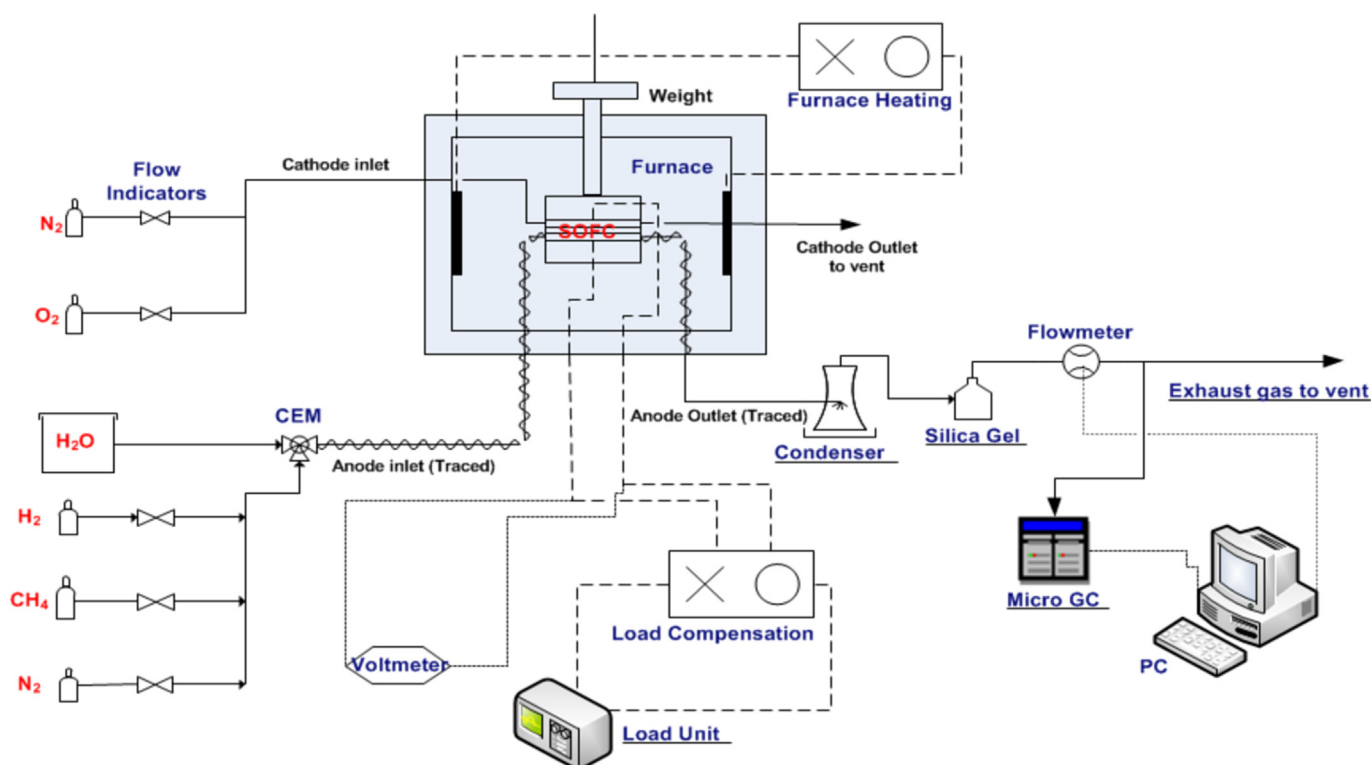 Weight
Furnace Heating
Cathode inlet
Flow
Indicators
Furnace
N₂
SOFC
Cathode Outlet
to vent
O₂
Flowmeter
Exhaust gas to vent
CEM
Anode Outlet (Traced)
Silica Gel
H₂O
Condenser
Anode inlet (Traced)
H₂
CH₄
Micro GC
Load Compensation
Voltmeter
PC
N₂
Load Unit